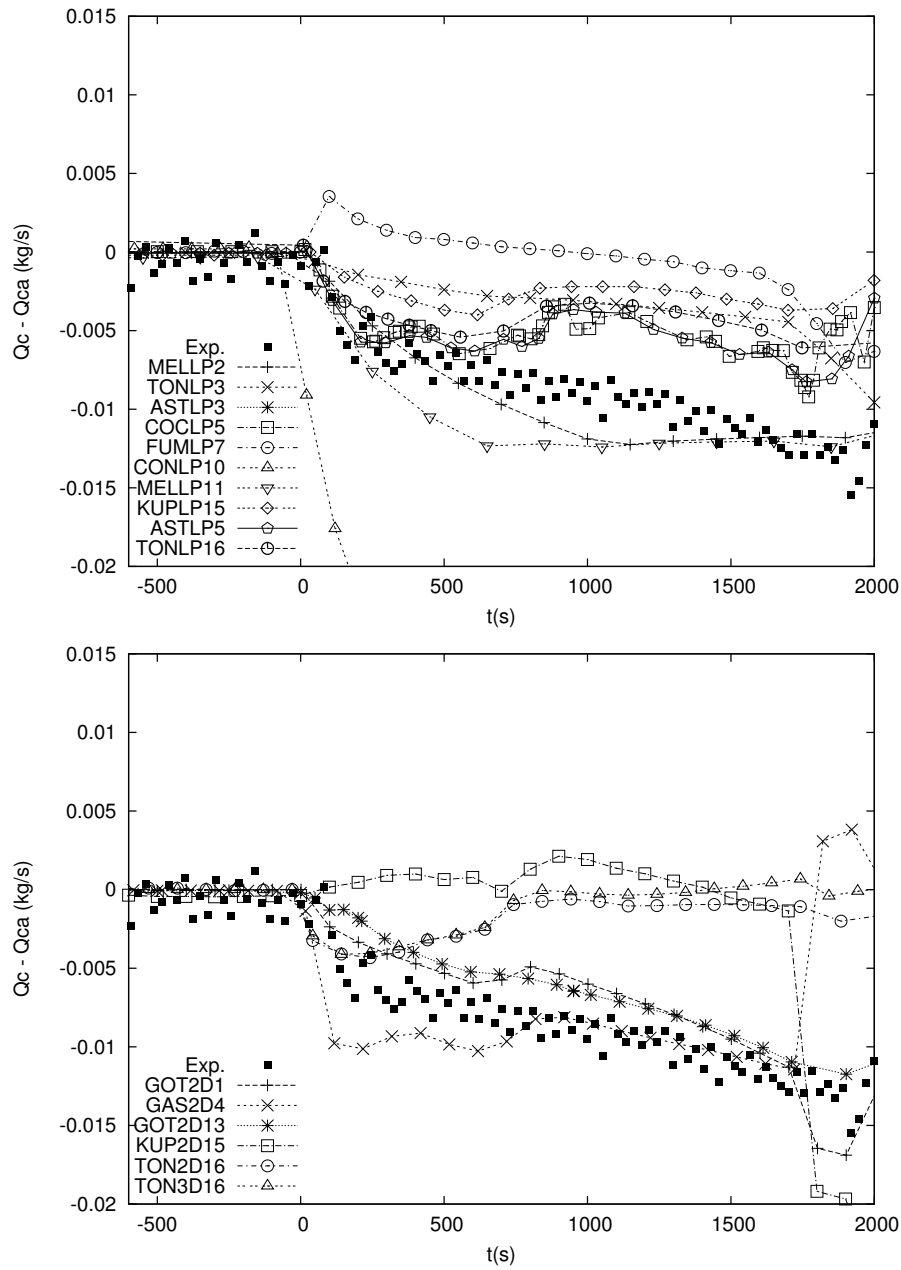 0.015
0.01
0.005
0
-0.005
-0.01
-0.015
-0.02
Qc - Qca (kg/s)
Exp.
MELLP2
TONLP3
ASTLP3
COCLP5
FUMLP7
CONLP10
MELLP11
KUPLP15
ASTLP5
TONLP16
-500 0 500 1000 1500 2000
t(s)
0.015
0.01
0.005
0
-0.005
-0.01
-0.015
-0.02
Qc - Qca (kg/s)
Exp.
GOT2D1
GAS2D4
GOT2D13
KUP2D15
TON2D16
TON3D16
-500 0 500 1000 1500 2000
t(s)